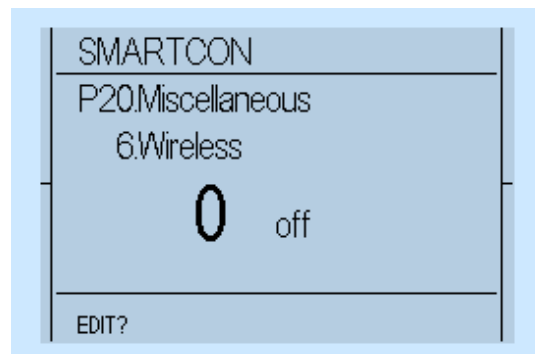 SMARTCON
P20.Miscellaneous
6.Wireless
0 off
EDIT?